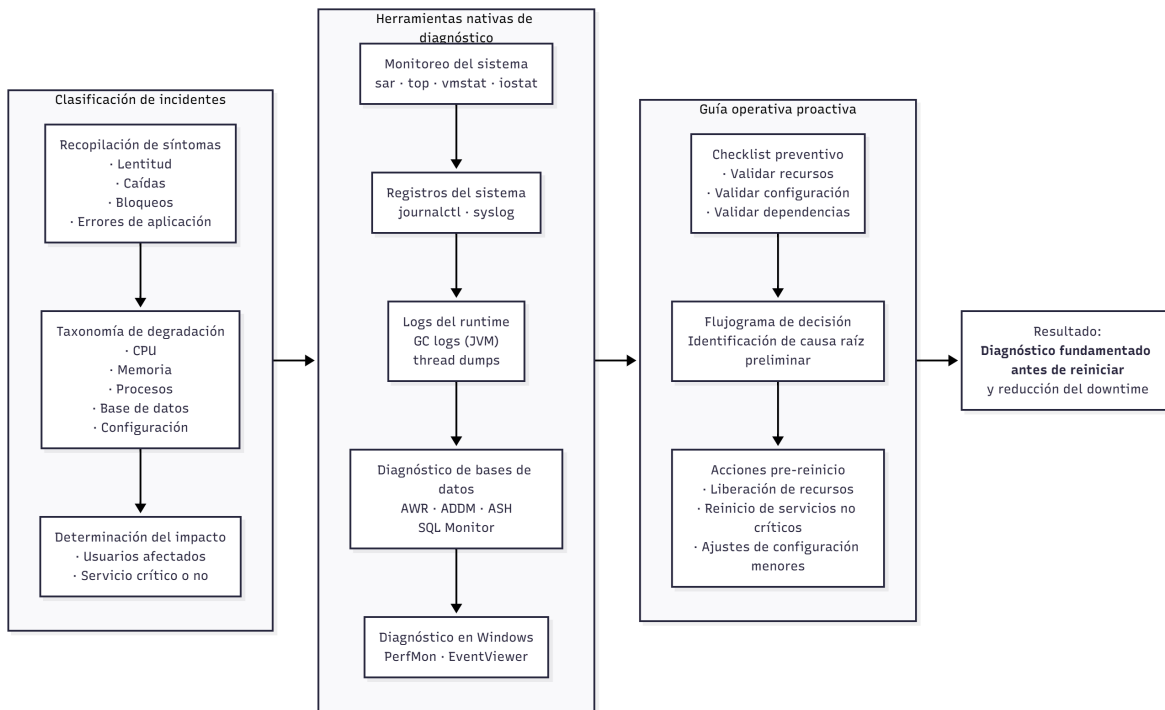 Clasificación de incidentes
Recopilación de síntomas
· Lentitud
· Caídas
· Bloqueos
· Errores de aplicación
Taxonomía de degradación
· CPU
· Memoria
· Procesos
· Base de datos
· Configuración
Determinación del impacto
· Usuarios afectados
· Servicio crítico o no
Herramientas nativas de
diagnóstico
Monitoreo del sistema
sar · top · vmstat · iostat
Registros del sistema
journalctl · syslog
Logs del runtime
GC logs (JVM)
thread dumps
Diagnóstico de bases de
datos
AWR · ADDM · ASH
SQL Monitor
Diagnóstico en Windows
PerfMon · EventViewer
Guía operativa proactiva
Checklist preventivo
· Validar recursos
· Validar configuración
· Validar dependencias
Flujograma de decisión
Identificación de causa raíz
preliminar
Acciones pre-reinicio
· Liberación de recursos
· Reinicio de servicios no
críticos
· Ajustes de configuración
menores
Resultado:
Diagnóstico fundamentado
antes de reiniciar
y reducción del downtime